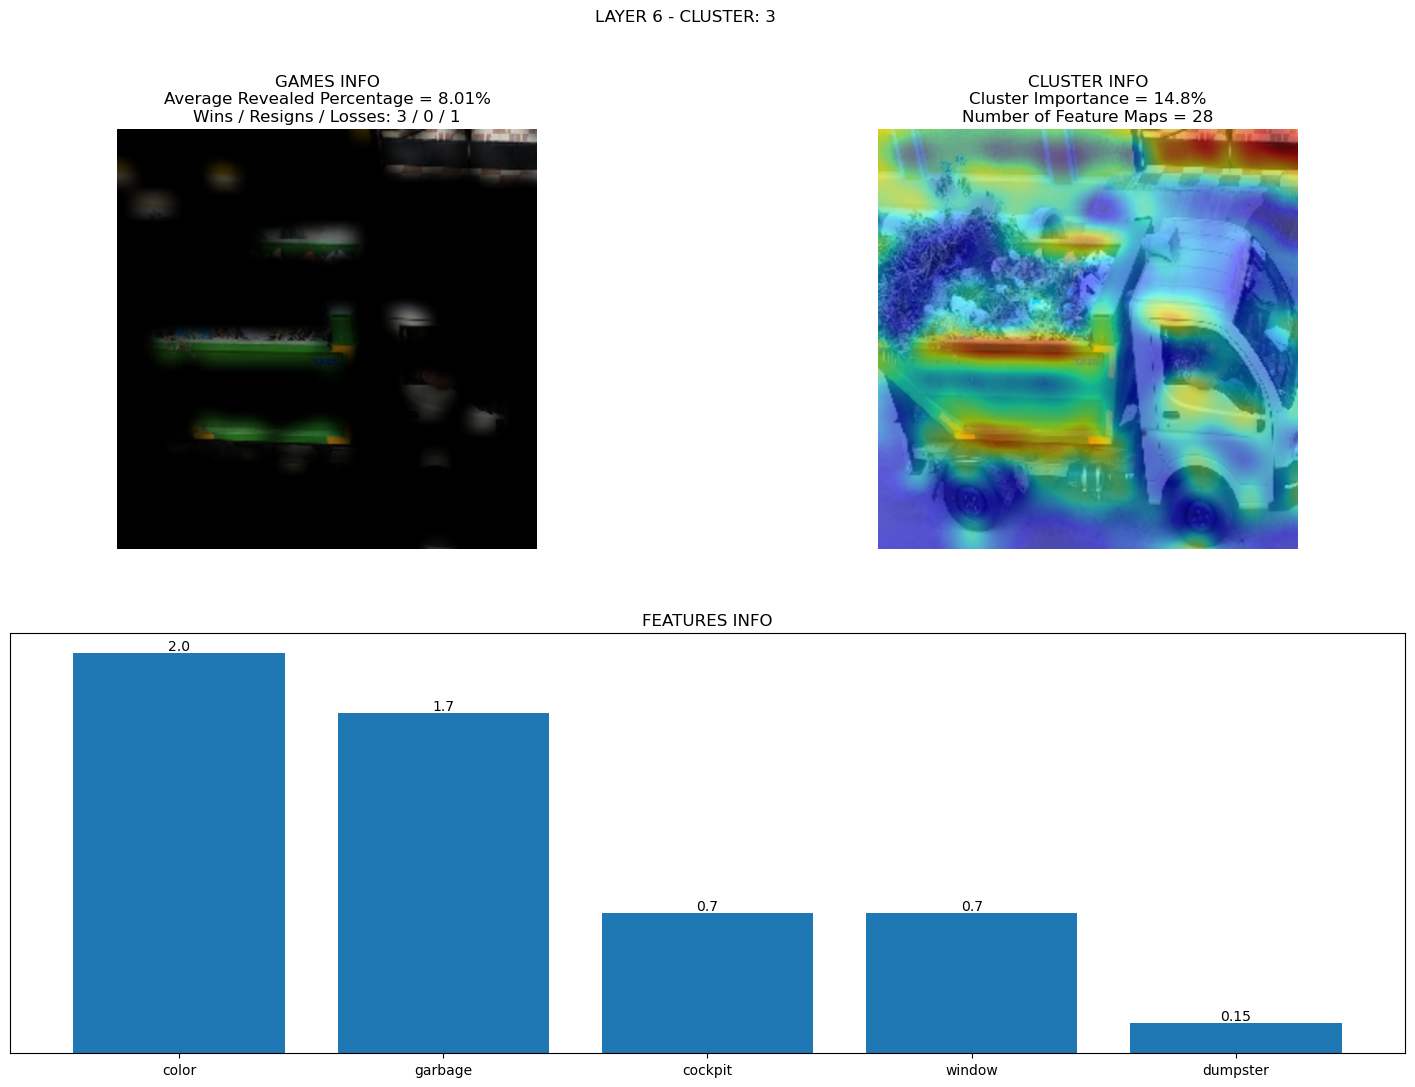 LAYER 6 - CLUSTER: 3
GAMES INFO
Average Revealed Percentage = 8.01%
Wins / Resigns / Losses: 3 / 0 / 1
CLUSTER INFO
Cluster Importance = 14.8%
Number of Feature Maps = 28
FEATURES INFO
2.0
1.7
0.7
0.7
0.15
color
garbage
cockpit
window
dumpster